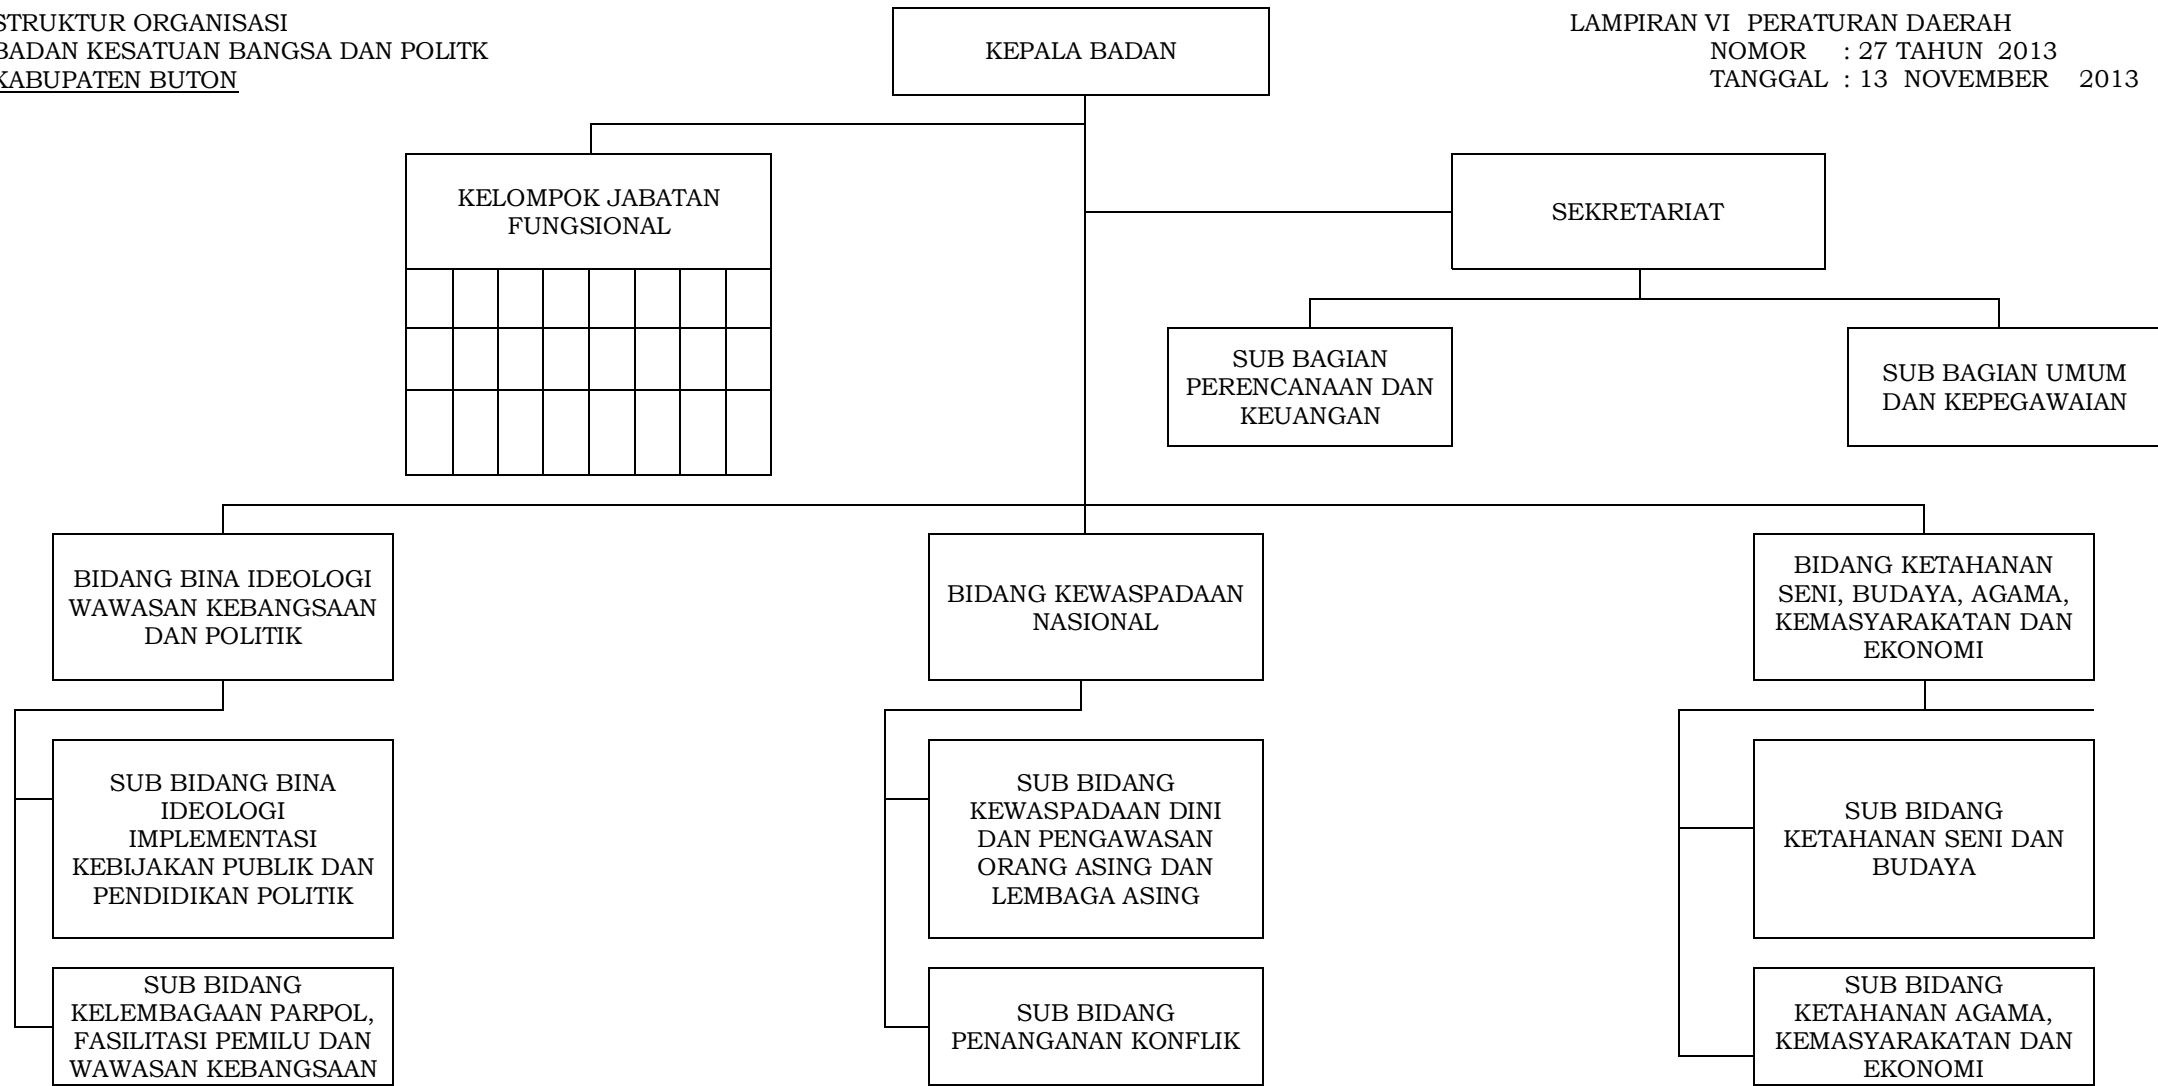 STRUKTUR ORGANISASI
BADAN KESATUAN BANGSA DAN POLITK
KABUPATEN BUTON
KEPALA BADAN
LAMPIRAN VI PERATURAN DAERAH
NOMOR : 27 TAHUN 2013
TANGGAL : 13 NOVEMBER 2013
KELOMPOK JABATAN
FUNGSIONAL
SEKRETARIAT
SUB BAGIAN
PERENCANAAN DAN
KEUANGAN
SUB BAGIAN UMUM
DAN KEPEGAWAIAN
BIDANG BINA IDEOLOGI
WAWASAN KEBANGSAAN
DAN POLITIK
BIDANG KEWASPADAAN
NASIONAL
BIDANG KETAHANAN
SENI, BUDAYA, AGAMA,
KEMASYARAKATAN DAN
EKONOMI
SUB BIDANG BINA
IDEOLOGI
IMPLEMENTASI
KEBIJAKAN PUBLIK DAN
PENDIDIKAN POLITIK
SUB BIDANG
KEWASPADAAN DINI
DAN PENGAWASAN
ORANG ASING DAN
LEMBAGA ASING
SUB BIDANG
KETAHANAN SENI DAN
BUDAYA
SUB BIDANG
KELEMBAGAAN PARPOL,
FASILITASI PEMILU DAN
WAWASAN KEBANGSAAN
SUB BIDANG
PENANGANAN KONFLIK
SUB BIDANG
KETAHANAN AGAMA,
KEMASYARAKATAN DAN
EKONOMI